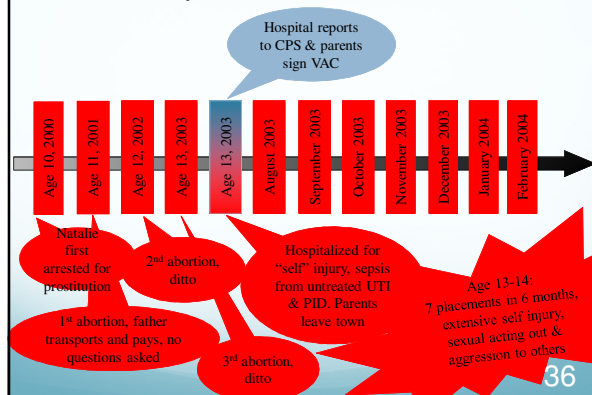 Hospital reports
to CPS & parents
sign VAC
Age 10, 2000
Age 11, 2001
Age 12, 2002
Age 13, 2003
Age 13, 2003
August 2003
September 2003
October 2003
November 2003
December 2003
January 2004
February 2004
Natalie
first
arrested for
prostitution
2nd abortion,
ditto
Hospitalized for
“self” injury, sepsis
from untreated UTI
& PID. Parents
leave town
Age 13-14:
7 placements in 6 months,
extensive self injury,
sexual acting out &
aggression to others
1st abortion, father
transports and pays, no
questions asked
3rd abortion,
ditto
36